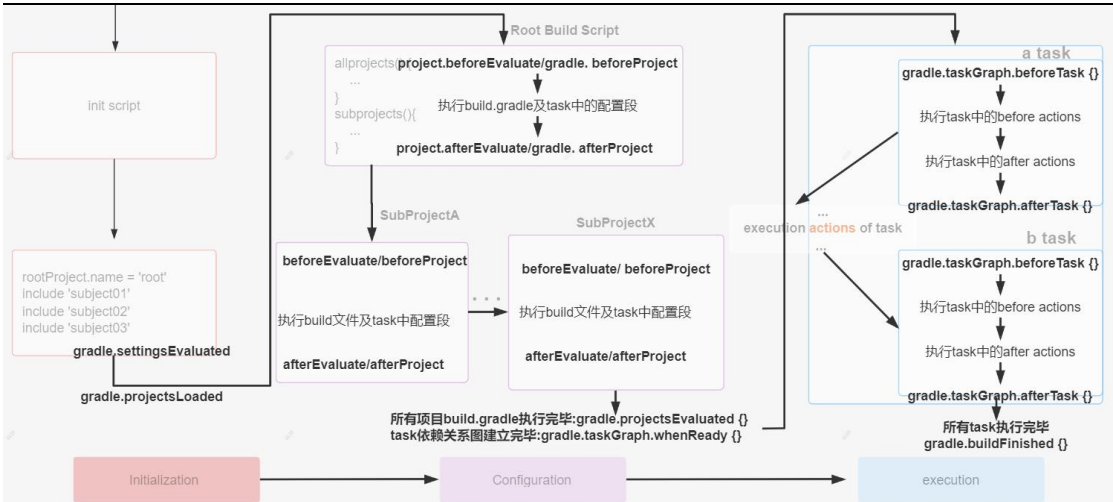 init script
rootProject.name = 'root'
include 'subject01'
include 'subject02'
include 'subject03'
gradle.settingsEvaluated
gradle.projectsLoaded
Root Build Script
allprojects(){
project.beforeEvaluate/gradle. beforeProject
...
}
执行build.gradle及task中的配置段
subprojects(){
...
}
project.afterEvaluate/gradle. afterProject
SubProjectA
beforeEvaluate/beforeProject
执行build文件及task中配置段
afterEvaluate/afterProject
...
SubProjectX
beforeEvaluate/ beforeProject
执行build文件及task中配置段
afterEvaluate/afterProject
所有项目build.gradle执行完毕:gradle.projectsEvaluated {}
task依赖关系图建立完毕:gradle.taskGraph.whenReady {}
a task
gradle.taskGraph.beforeTask {}
执行task中的before actions
执行task中的after actions
gradle.taskGraph.afterTask {}
...
execution actions of task
...
b task
gradle.taskGraph.beforeTask {}
执行task中的before actions
执行task中的after actions
gradle.taskGraph.afterTask {}
所有task执行完毕
gradle.buildFinished {}
Initialization
Configuration
execution